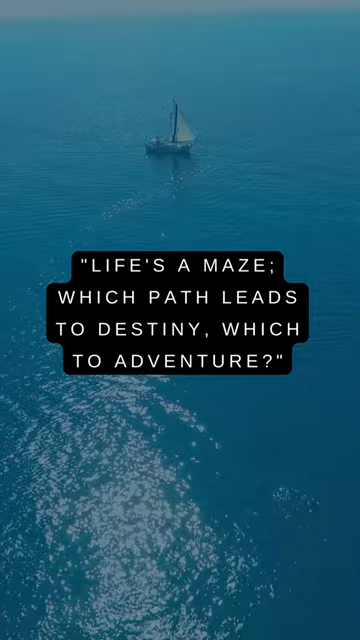 "LIFE'S A MAZE;
WHICH PATH LEADS
TO DESTINY, WHICH
TO ADVENTURE?"